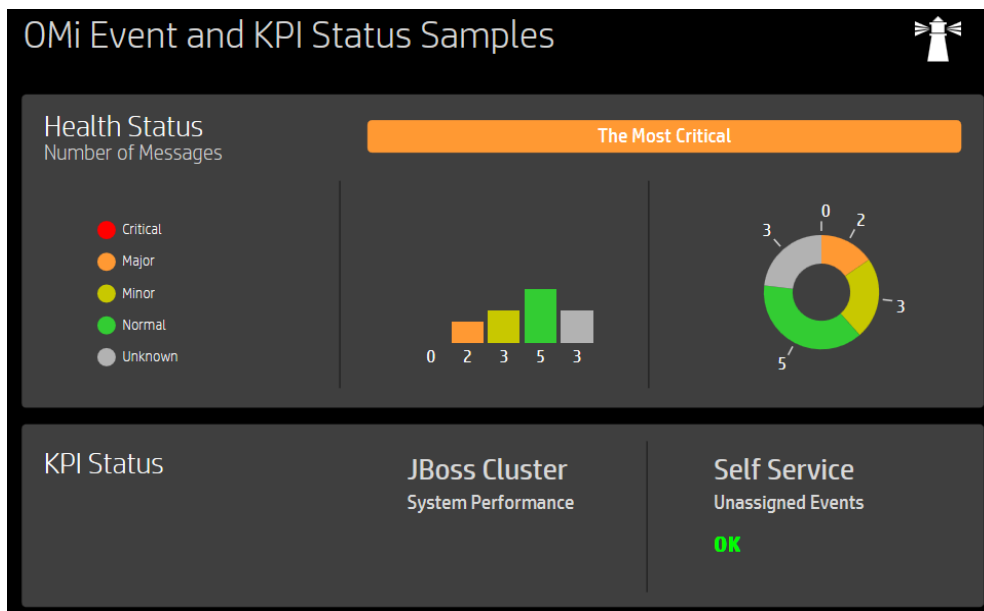 OMi Event and KPI Status Samples
Health Status
Number of Messages
The Most Critical
Critical
Major
Minor
Normal
Unknown
0 2 3 5 3
0
2
3
5
3
KPI Status
JBoss Cluster
System Performance
Self Service
Unassigned Events
OK